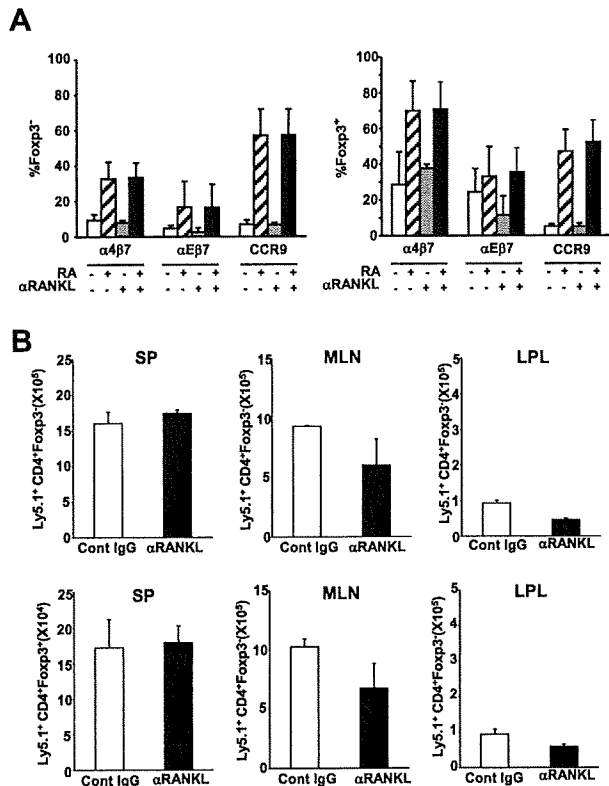 A
%Foxp3-
100
80
60
40
20
0
α4β7 αEβ7 CCR9
- + - + - + - + - + - + RA
- - + + - - + + - - + + αRANKL
%Foxp3+
100
80
60
40
20
0
α4β7 αEβ7 CCR9
- + - + - + - + - + - + RA
- - + + - - + + - - + + αRANKL
B
SP
Ly5.1+ CD4+Foxp3-(X10⁵)
25
20
15
10
5
0
Cont IgG αRANKL
MLN
Ly5.1+ CD4+Foxp3-(X10⁵)
15
10
5
0
Cont IgG αRANKL
LPL
Ly5.1+ CD4+Foxp3-(X10⁵)
5
4
3
2
1
0
Cont IgG αRANKL
SP
Ly5.1+ CD4+Foxp3+(X10⁴)
25
20
15
10
5
0
Cont IgG αRANKL
MLN
Ly5.1+ CD4+Foxp3-(X10⁵)
15
10
5
0
Cont IgG αRANKL
LPL
Ly5.1+ CD4+Foxp3-(X10⁵)
5
4
3
2
1
0
Cont IgG αRANKL